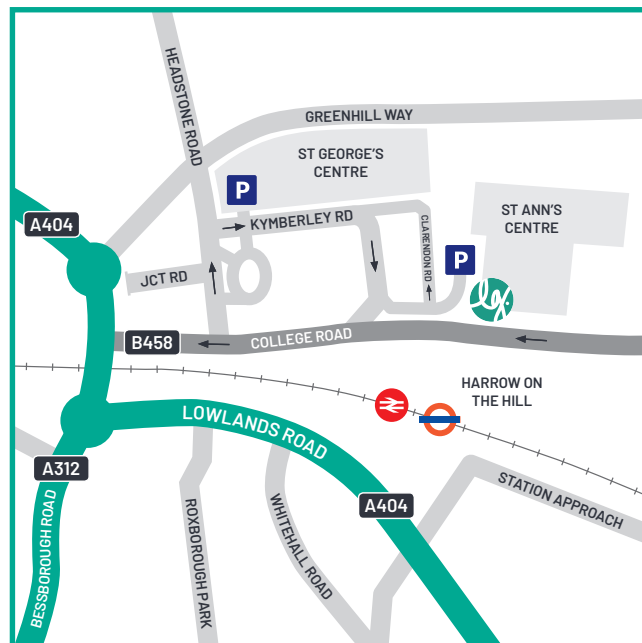 HEADSTONE ROAD
GREENHILL WAY
ST GEORGE'S
CENTRE
P
A404
KYMBERLEY RD
CLARENDON RD
ST ANN'S
CENTRE
P
JCT RD
lg.
B458
COLLEGE ROAD
HARROW ON
THE HILL
LOWLANDS ROAD
A312
A404
STATION APPROACH
BESSBOROUGH ROAD
ROXBOROUGH PARK
WHITEHALL ROAD